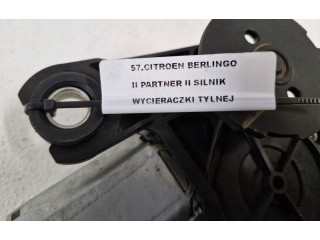 57.CITROEN BERLINGO
II PARTNER II SILNIK
WYCIERACZKI TYLNEJ